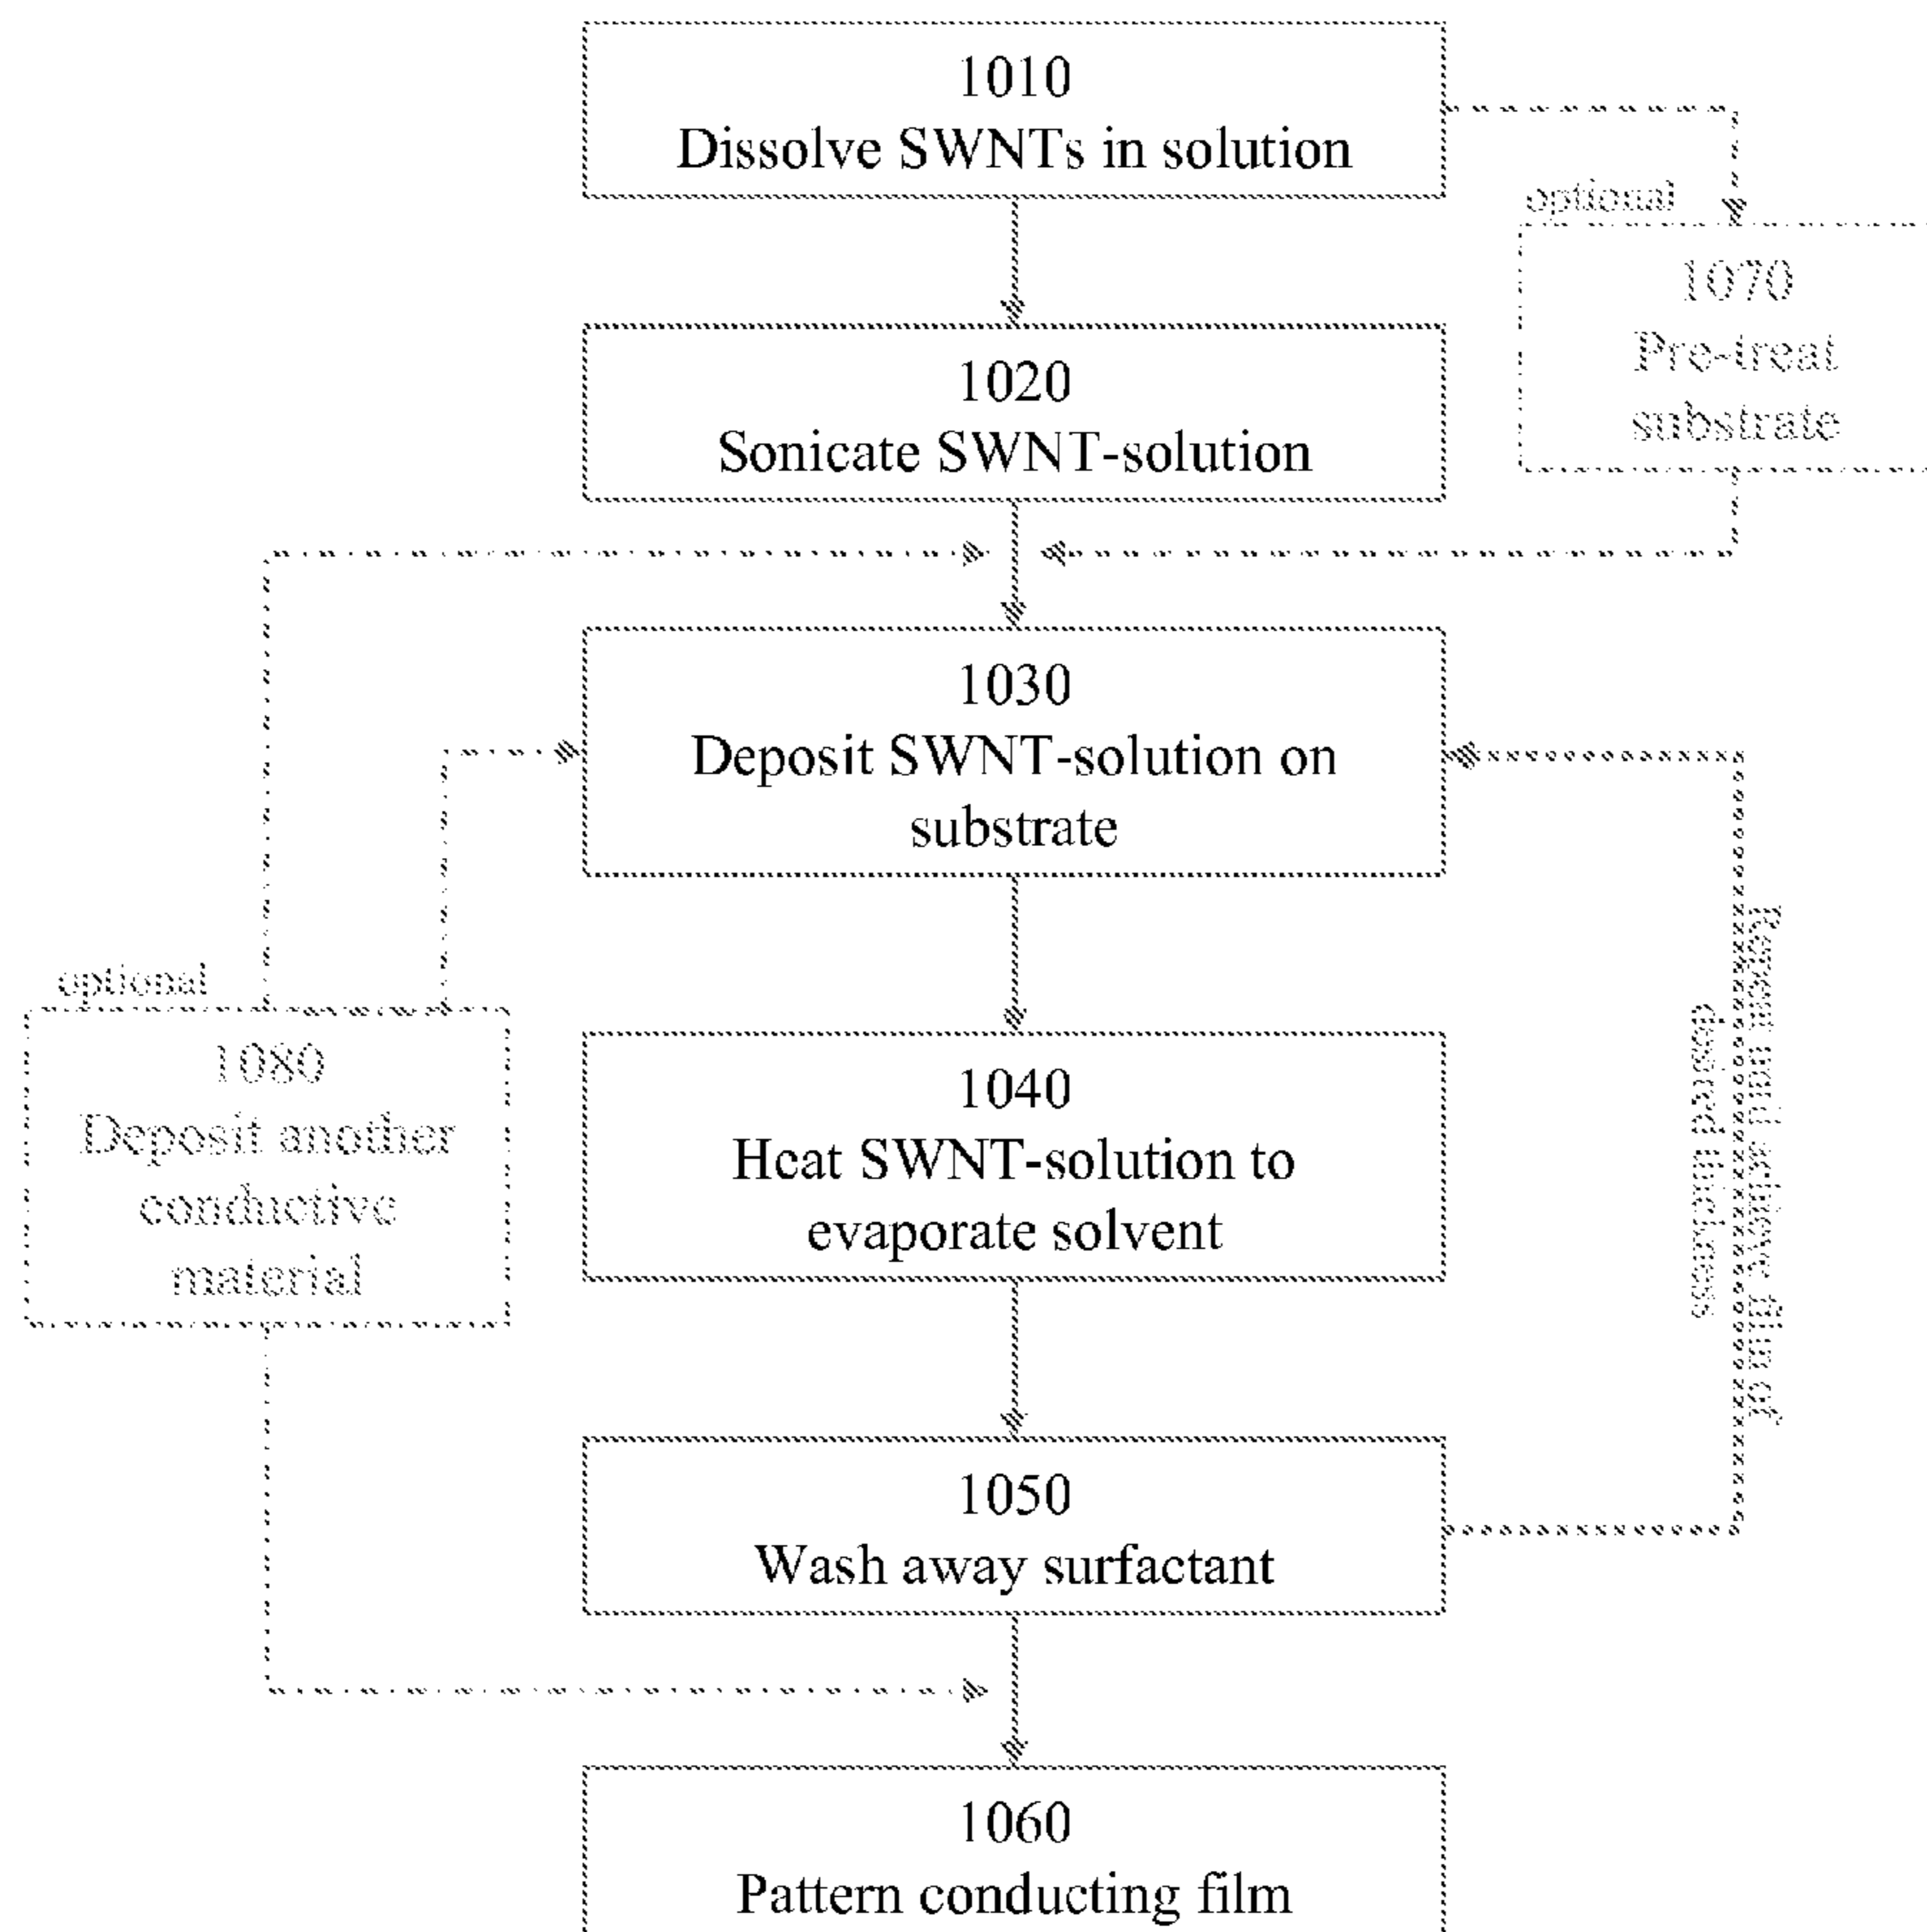 1010
Dissolve SWNTs in solution
optional
1070
Pre-treat
substrate
1020
Sonicate SWNT-solution
1030
Deposit SWNT-solution on
substrate
optional
1080
Deposit another
conductive
material
1040
Heat SWNT-solution to
evaporate solvent
Repeat until achieving film of
desired thickness
1050
Wash away surfactant
1060
Pattern conducting film